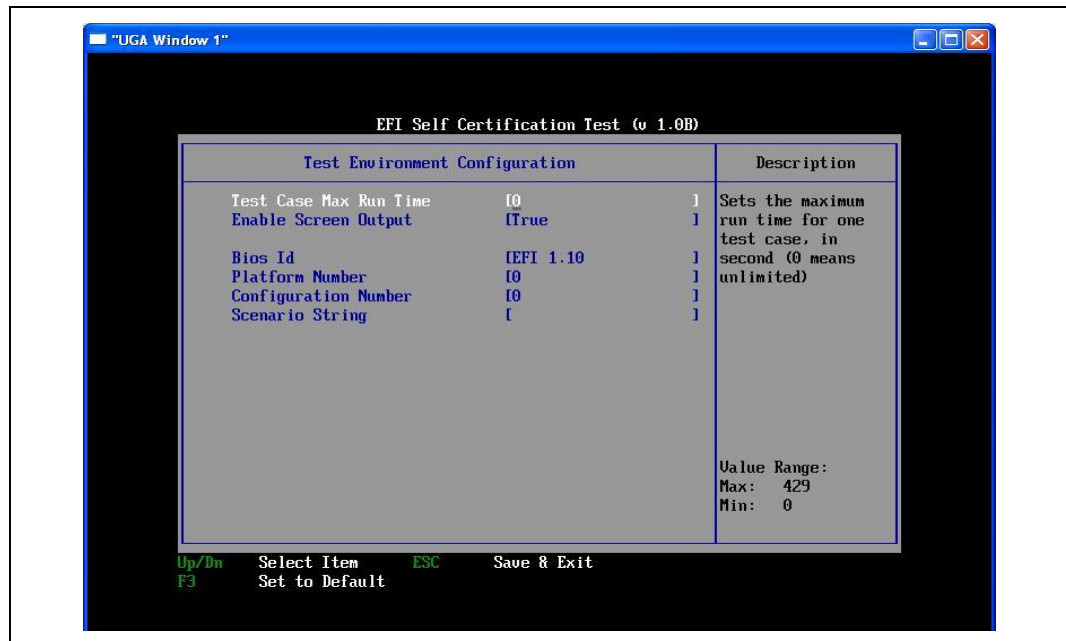 "UGA Window 1"
EFI Self Certification Test (v 1.0B)
Test Environment Configuration
Description
Test Case Max Run Time [0 ]
Enable Screen Output [True ]
Bios Id [EFI 1.10 ]
Platform Number [0 ]
Configuration Number [0 ]
Scenario String [ ]
Sets the maximum
run time for one
test case, in
second (0 means
unlimited)
Value Range:
Max: 429
Min: 0
Up/Dn Select Item ESC Save & Exit
F3 Set to Default